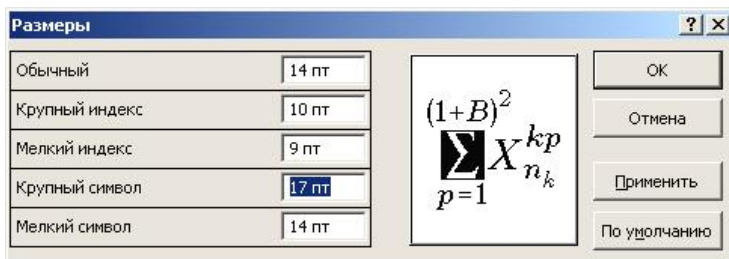 Размеры
Обычный 14 пт
Крупный индекс 10 пт
Мелкий индекс 9 пт
Крупный символ 17 пт
Мелкий символ 14 пт
(1+B)²
∑ X kp n k
p=1
OK
Отмена
Применить
По умолчанию